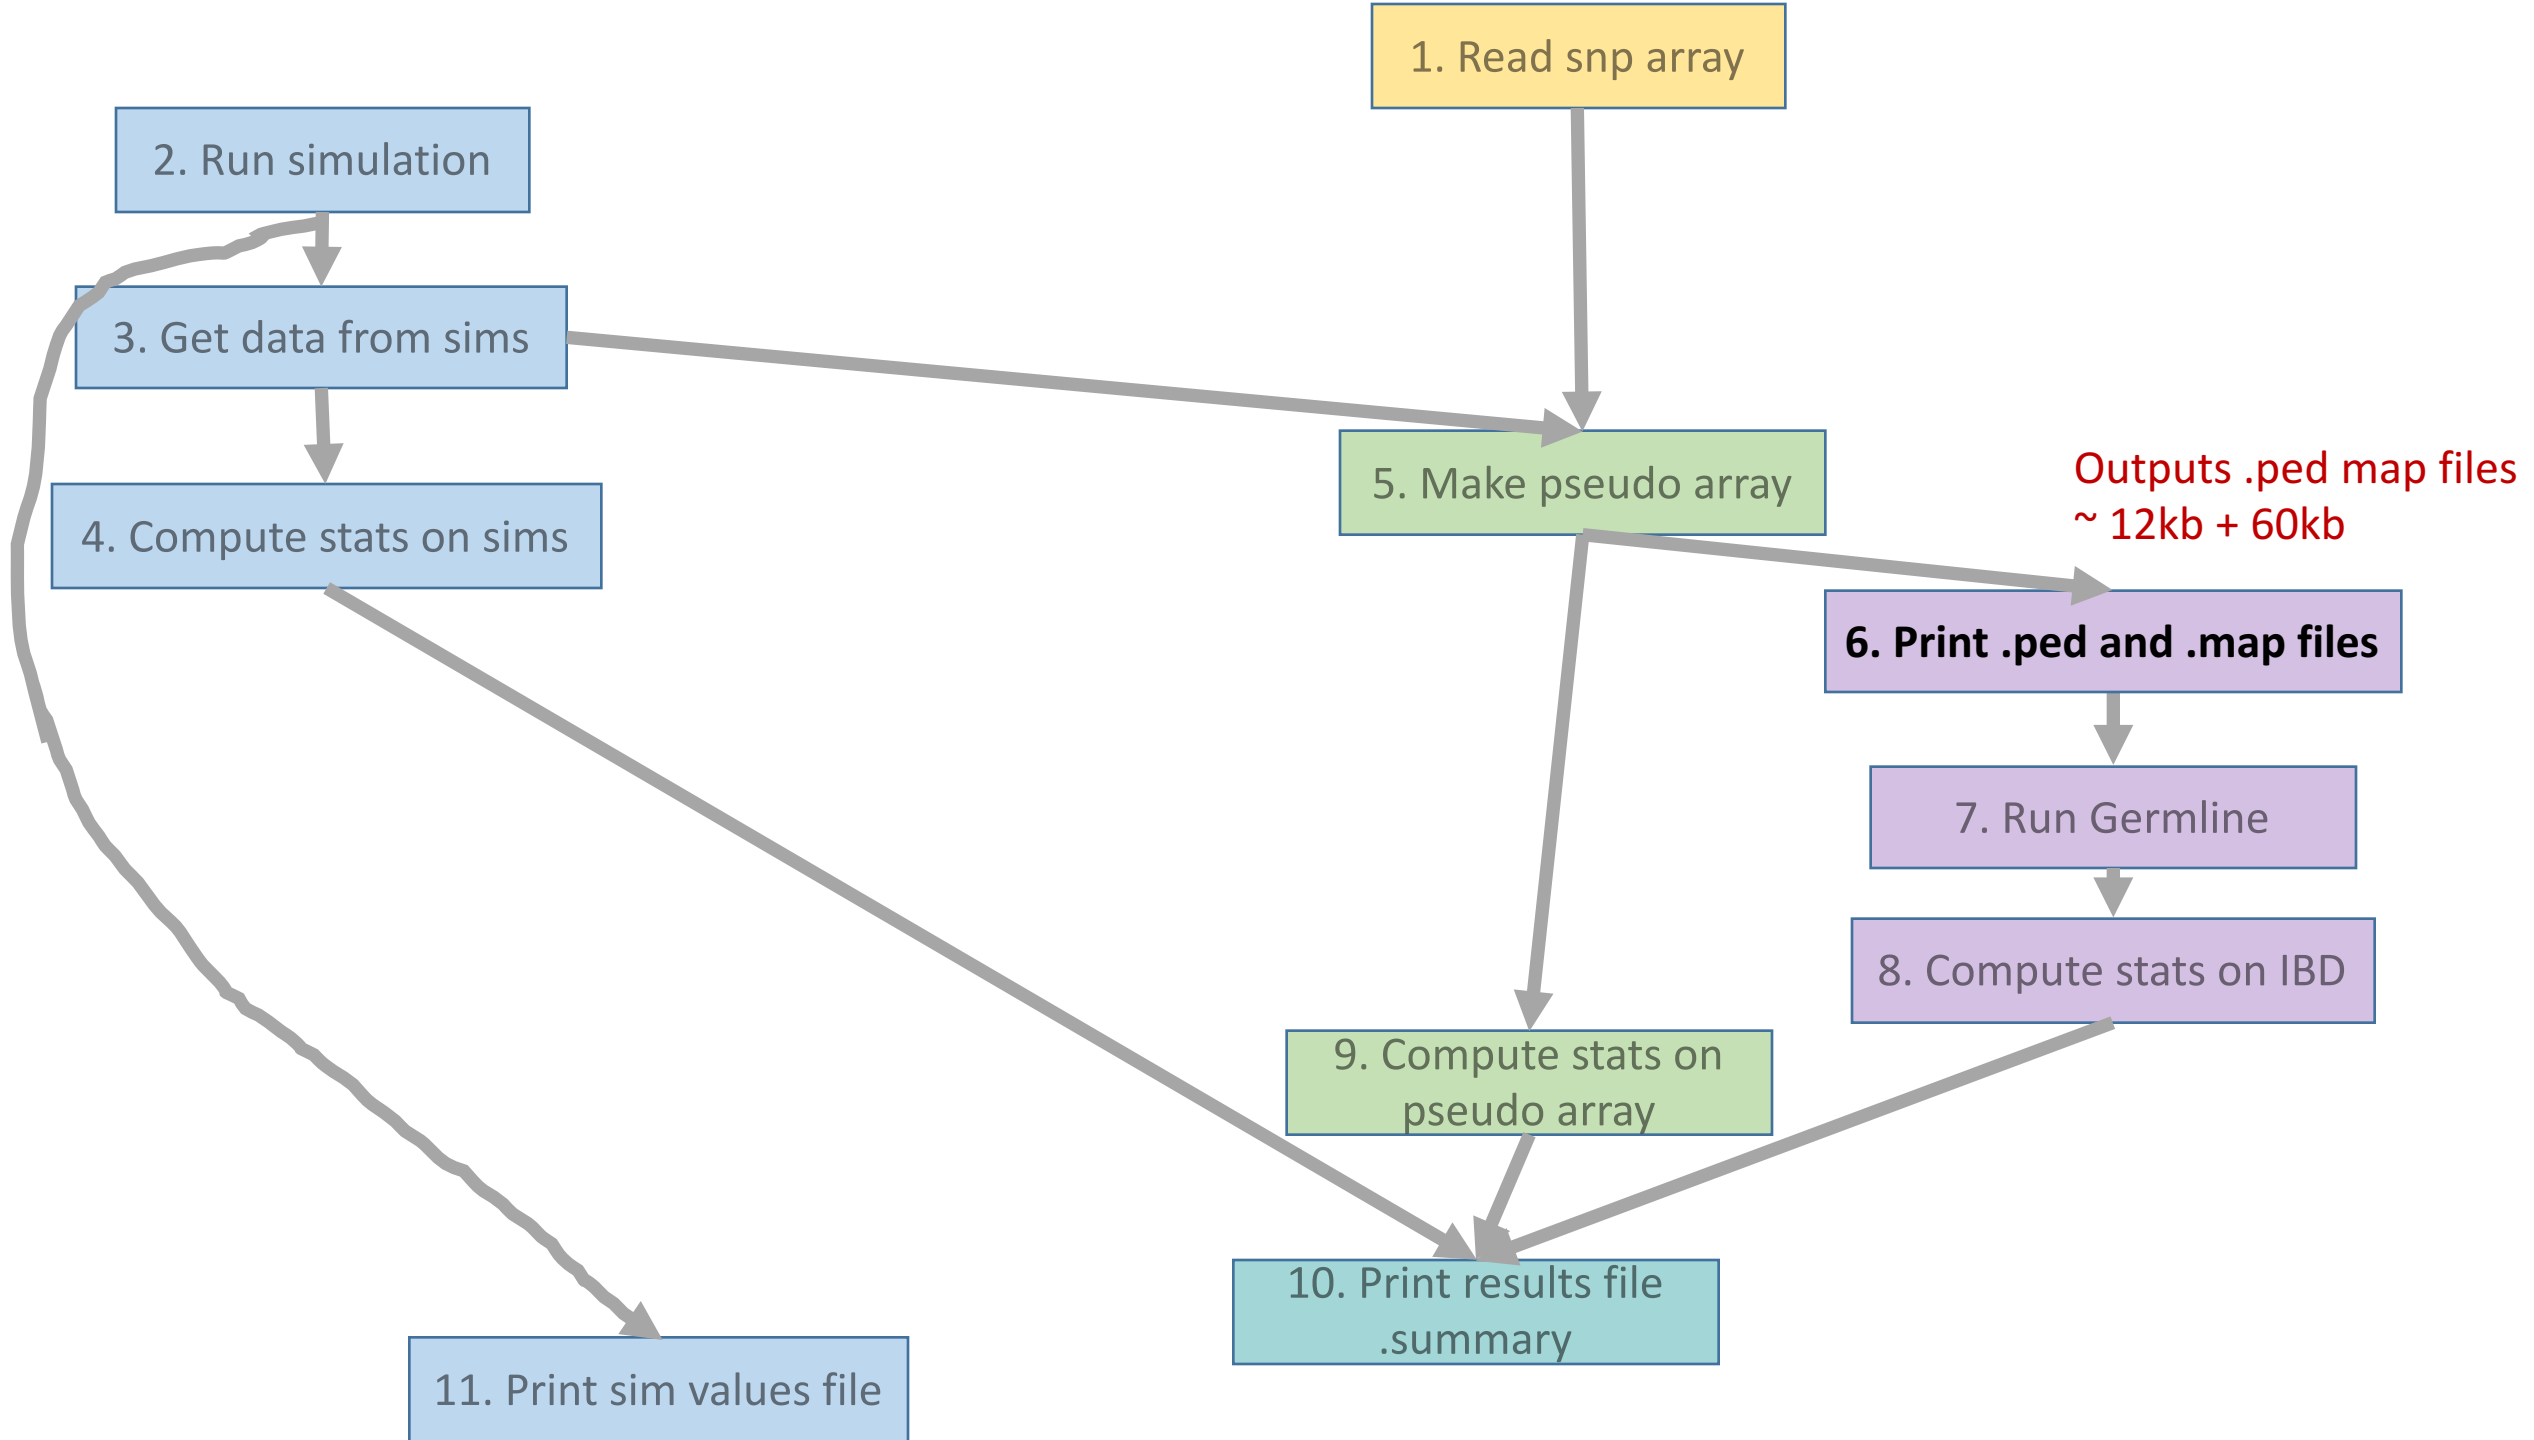 1. Read snp array
2. Run simulation
3. Get data from sims
4. Compute stats on sims
5. Make pseudo array
Outputs .ped map files
~ 12kb + 60kb
6. Print .ped and .map files
7. Run Germline
8. Compute stats on IBD
9. Compute stats on
pseudo array
10. Print results file
.summary
11. Print sim values file